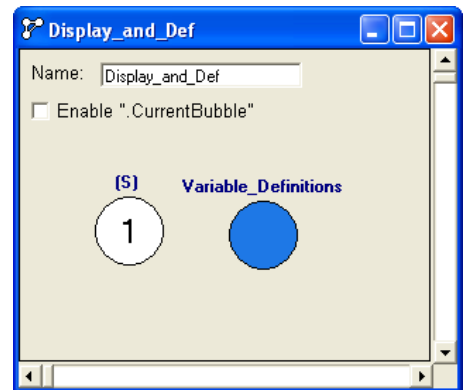 Display_and_Def
Name: Display_and_Def
Enable ".CurrentBubble"
(S) Variable_Definitions
1